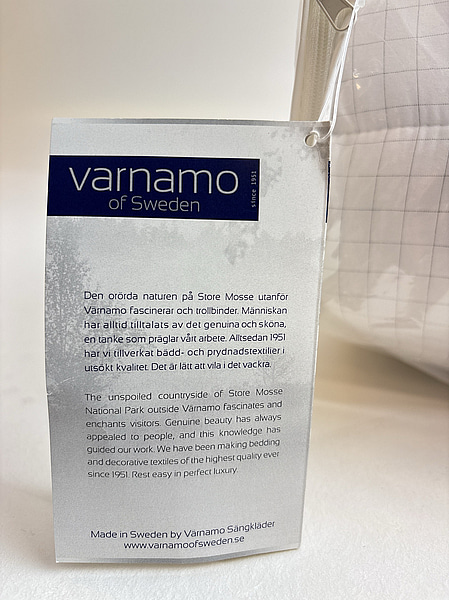 varnamo
of Sweden
since 1951
Den orörda naturen på Store Mosse utanför
Värnamo fascinerar och trollbinder. Människan
har alltid tilltalats av det genuina och sköna,
en tanke som präglar vårt arbete. Alltsedan 1951
har vi tillverkat bädd- och prydnadstextilier i
utsökt kvalitet. Det är lätt att vila i det vackra.
The unspoiled countryside of Store Mosse
National Park outside Värnamo fascinates and
enchants visitors. Genuine beauty has always
appealed to people, and this knowledge has
guided our work. We have been making bedding
and decorative textiles of the highest quality ever
since 1951. Rest easy in perfect luxury.
Made in Sweden by Värnamo Sängkläder
www.varnamoofsweden.se